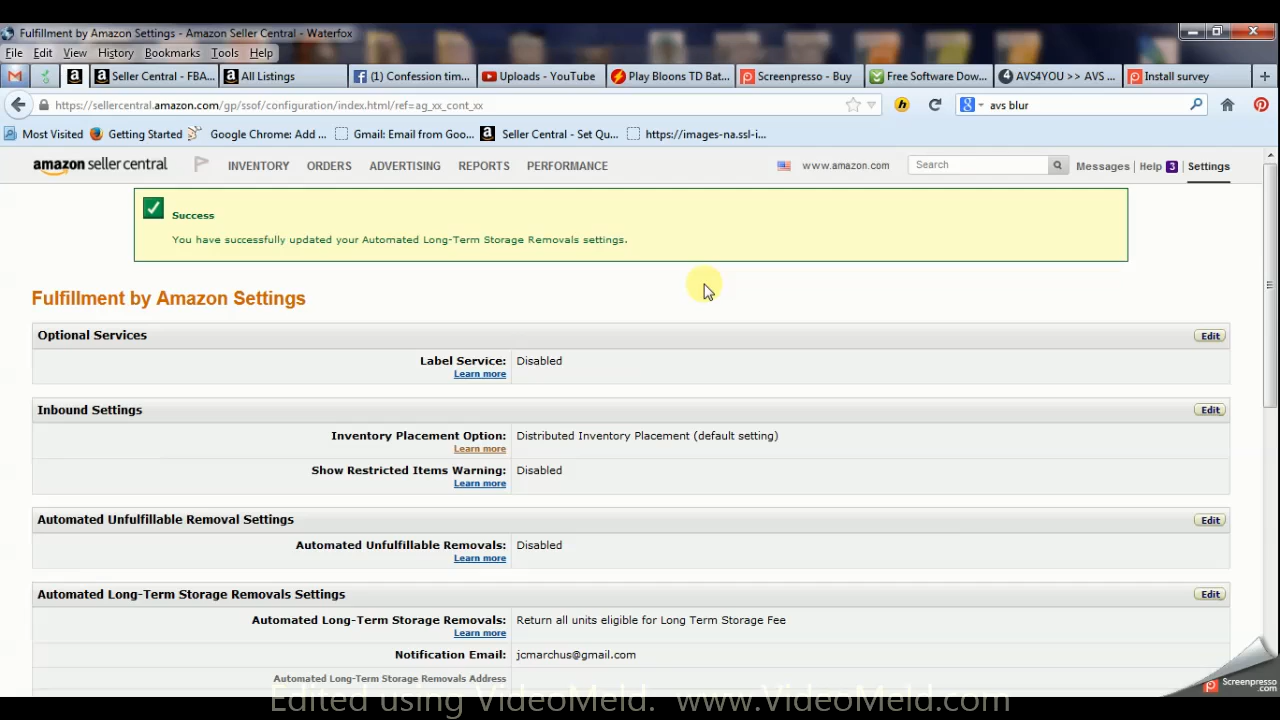 Fulfillment by Amazon Settings - Amazon Seller Central - Waterfox
File Edit View History Bookmarks Tools Help
Seller Central - FBA... All Listings (1) Confession tim... Uploads - YouTube Play Bloons TD Bat... Screenpresso - Buy Free Software Dow... AVS4YOU >> AVS ... Install survey
https://sellercentral.amazon.com/gp/ssof/configuration/index.html/ref=ag_xx_cont_xx avs blur
Most Visited Getting Started Google Chrome: Add ... Gmail: Email from Goo... Seller Central - Set Qu... https://images-na.ssl-i...
amazon seller central INVENTORY ORDERS ADVERTISING REPORTS PERFORMANCE www.amazon.com Search Messages Help 3 Settings
Success
You have successfully updated your Automated Long-Term Storage Removals settings.
Fulfillment by Amazon Settings
Optional Services Edit
Label Service: Disabled
Learn more
Inbound Settings Edit
Inventory Placement Option: Distributed Inventory Placement (default setting)
Learn more
Show Restricted Items Warning: Disabled
Learn more
Automated Unfulfillable Removal Settings Edit
Automated Unfulfillable Removals: Disabled
Learn more
Automated Long-Term Storage Removals Settings Edit
Automated Long-Term Storage Removals: Return all units eligible for Long Term Storage Fee
Learn more
Notification Email: jcmarchus@gmail.com
Automated Long-Term Storage Removals Address
Screenpresso
.com
Edited using VideoMeld. www.VideoMeld.com